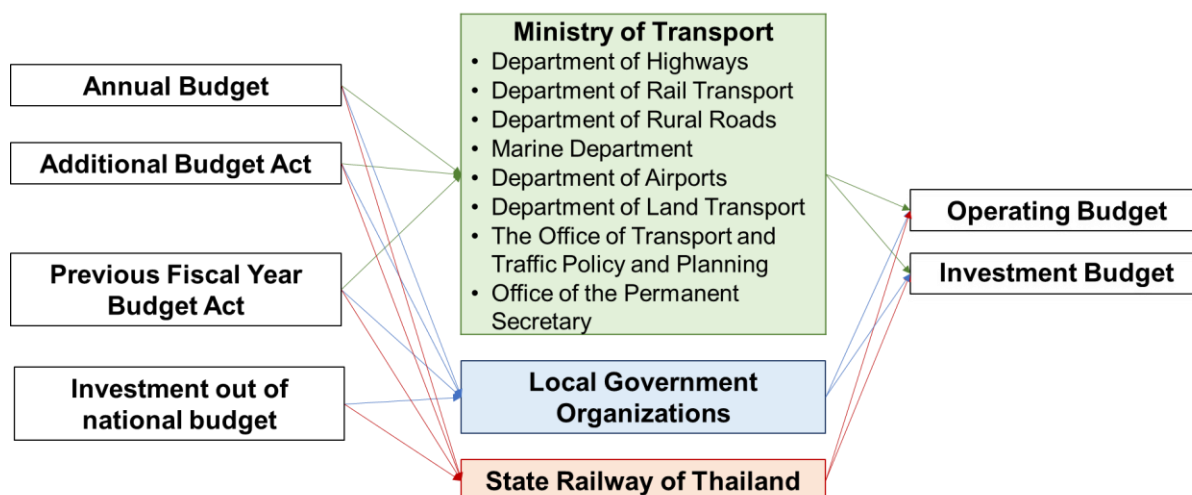 Annual Budget
Additional Budget Act
Previous Fiscal Year
Budget Act
Investment out of
national budget
Ministry of Transport
• Department of Highways
• Department of Rail Transport
• Department of Rural Roads
• Marine Department
• Department of Airports
• Department of Land Transport
• The Office of Transport and
Traffic Policy and Planning
• Office of the Permanent
Secretary
Local Government
Organizations
State Railway of Thailand
Operating Budget
Investment Budget